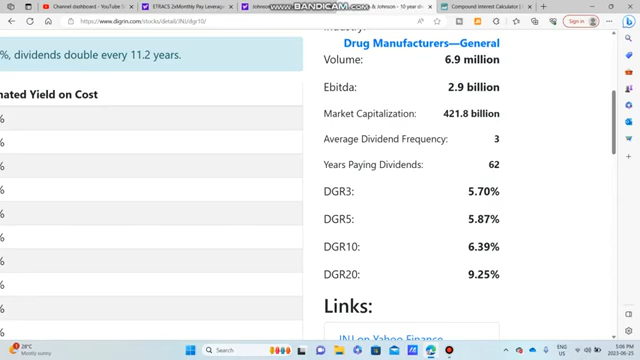 Channel dashboard - YouTube S
ETRACS 2xMonthly Pay Leverag
Johnso
& Johnson - 10 year di
Compound Interest Calculator |
WWW.BANDICAM.COM
https://www.digrin.com/stocks/detail/JNJ/dgr10/
Sign in
%, dividends double every 11.2 years.
nated Yield on Cost
%
%
%
%
%
%
%
%
%
%
Industry:
Drug Manufacturers—General
Volume: 6.9 million
Ebitda: 2.9 billion
Market Capitalization: 421.8 billion
Average Dividend Frequency: 3
Years Paying Dividends: 62
DGR3: 5.70%
DGR5: 5.87%
DGR10: 6.39%
DGR20: 9.25%
Links:
JNJ on Yahoo Finance
28°C
Mostly sunny
Search
ENG
US
5:06 PM
2023-06-25